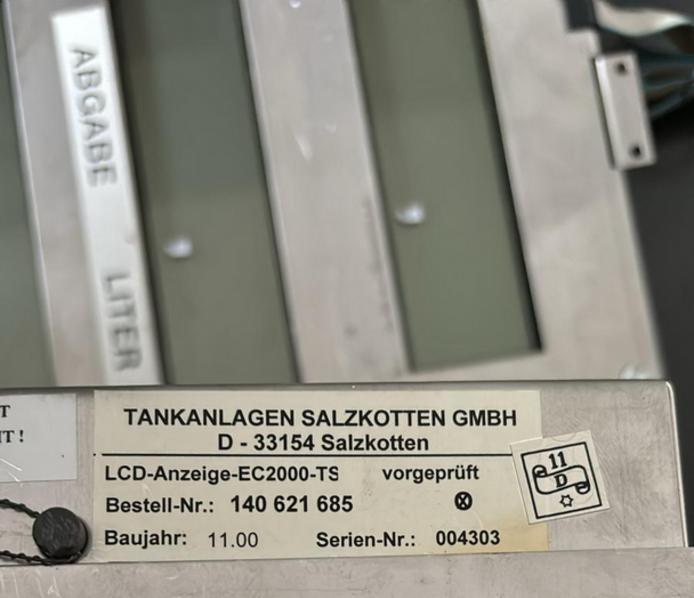 ABGABE LITER
T
IT !
TANKANLAGEN SALZKOTTEN GMBH
D - 33154 Salzkotten
LCD-Anzeige-EC2000-TS vorgeprüft
Bestell-Nr.: 140 621 685
Baujahr: 11.00 Serien-Nr.: 004303
11
D